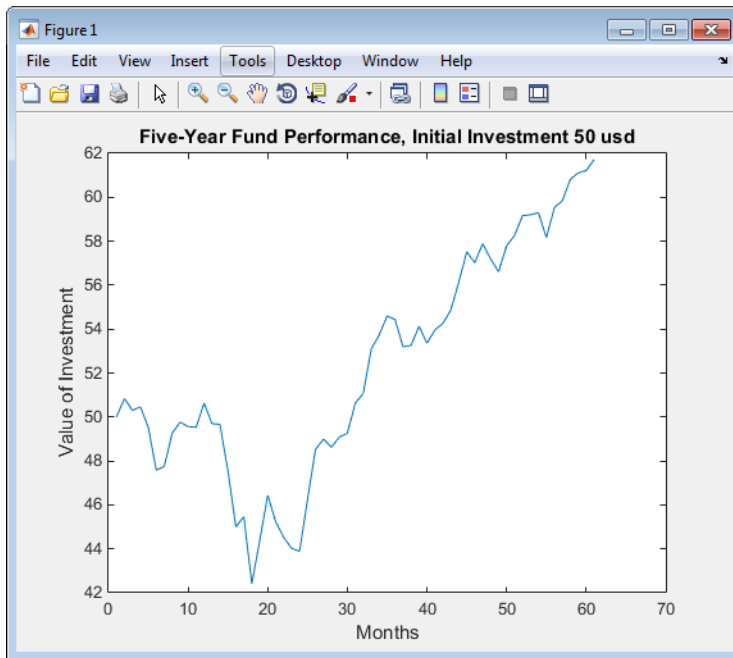 Figure 1
File Edit View Insert Tools Desktop Window Help
Five-Year Fund Performance, Initial Investment 50 usd
62
60
58
56
54
52
50
48
46
44
42
Value of Investment
0 10 20 30 40 50 60 70
Months